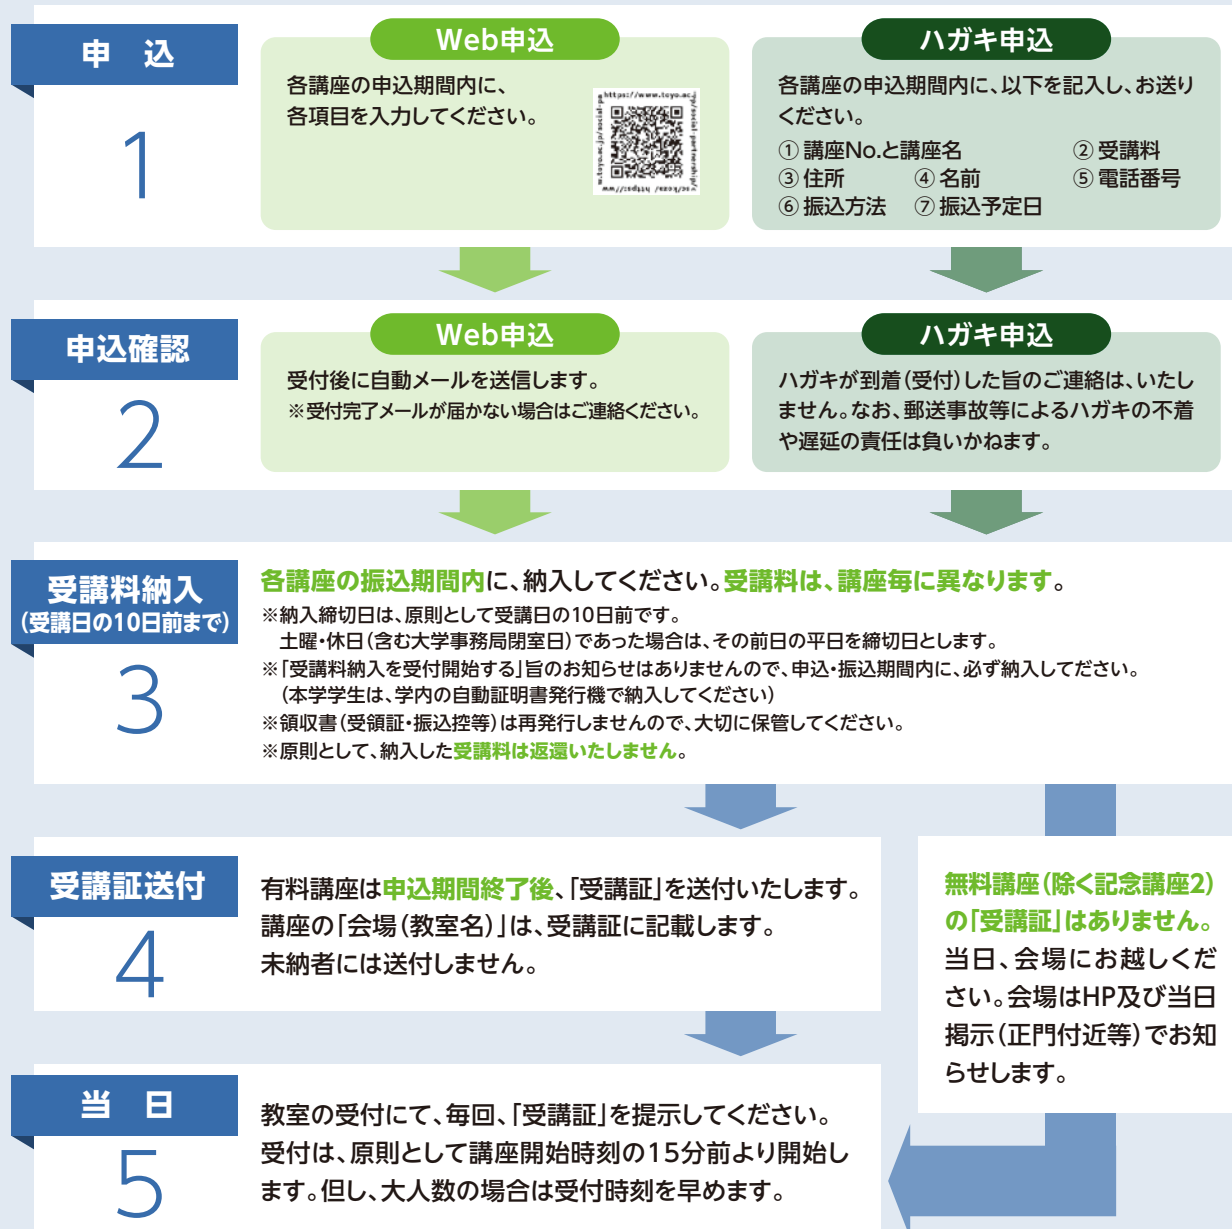 申 込
1
Web申込
各講座の申込期間内に、
各項目を入力してください。
ハガキ申込
各講座の申込期間内に、以下を記入し、お送り
ください。
① 講座No.と講座名 ② 受講料
③ 住所 ④ 名前 ⑤ 電話番号
⑥ 振込方法 ⑦ 振込予定日
申込確認
2
Web申込
受付後に自動メールを送信します。
※受付完了メールが届かない場合はご連絡ください。
ハガキ申込
ハガキが到着(受付)した旨のご連絡は、いたし
ません。なお、郵送事故等によるハガキの不着
や遅延の責任は負いかねます。
受講料納入
(受講日の10日前まで)
3
各講座の振込期間内に、納入してください。受講料は、講座毎に異なります。
※納入締切日は、原則として受講日の10日前です。
土曜・休日(含む大学事務局閉室日)であった場合は、その前日の平日を締切日とします。
※「受講料納入を受付開始する」旨のお知らせはありませんので、申込・振込期間内に、必ず納入してださい。
(本学学生は、学内の自動証明書発行機で納入してください)
※領収書(受領証・振込控等)は再発行しませんので、大切に保管してください。
※原則として、納入した受講料は返還いたしません。
受講証送付
4
有料講座は申込期間終了後、「受講証」を送付いたします。
講座の「会場(教室名)」は、受講証に記載します。
未納者には送付しません。
無料講座(除く記念講座2)
の「受講証」はありません。
当日、会場にお越しくだ
さい。会場はHP及び当日
掲示(正門付近等)でお知
らせします。
当 日
5
教室の受付にて、毎回、「受講証」を提示してください。
受付は、原則として講座開始時刻の15分前より開始し
ます。但し、大人数の場合は受付時刻を早めます。